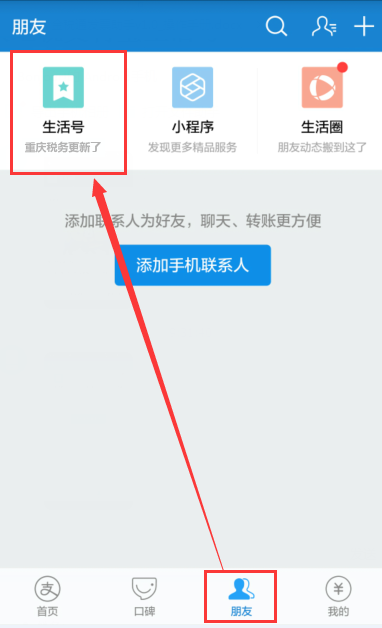 朋友
生活号
小程序
生活圈
重庆税务更新了
发现更多精品服务
朋友动态搬到这了
添加联系人为好友，聊天、转账更方便
添加手机联系人
支
¥
首页
口碑
朋友
我的